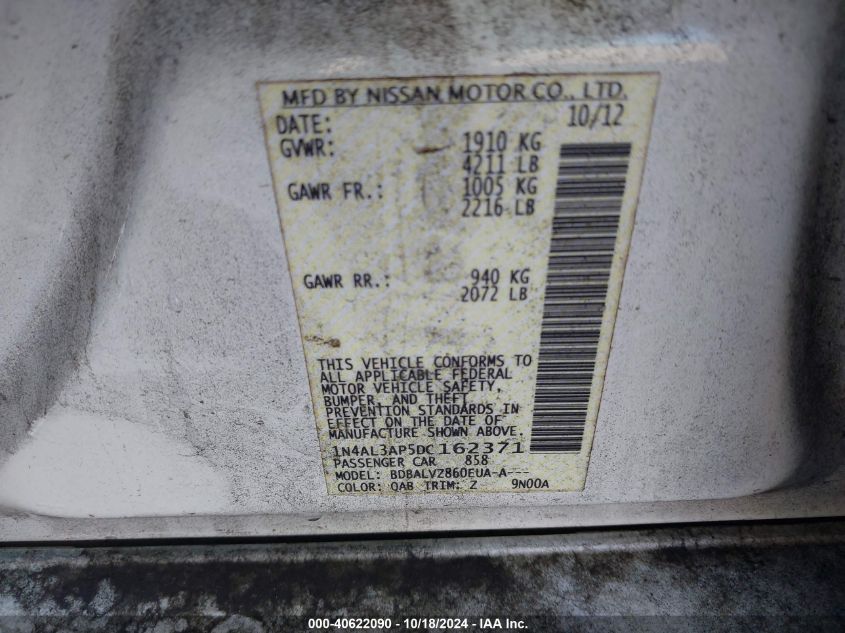 MFD BY NISSAN MOTOR CO., LTD.
DATE: 10/12
GVWR: 1910 KG
4211 LB
GAWR FR.: 1005 KG
2216 LB
GAWR RR.: 940 KG
2072 LB
THIS VEHICLE CONFORMS TO
ALL APPLICABLE FEDERAL
MOTOR VEHICLE SAFETY,
BUMPER, AND THEFT
PREVENTION STANDARDS IN
EFFECT ON THE DATE OF
MANUFACTURE SHOWN ABOVE.
1N4AL3AP5DC162371
PASSENGER CAR 858
MODEL: BDBALVZ860EUA-A---
COLOR: QAB TRIM: Z 9N00A
000-40622090 - 10/18/2024 - IAA Inc.